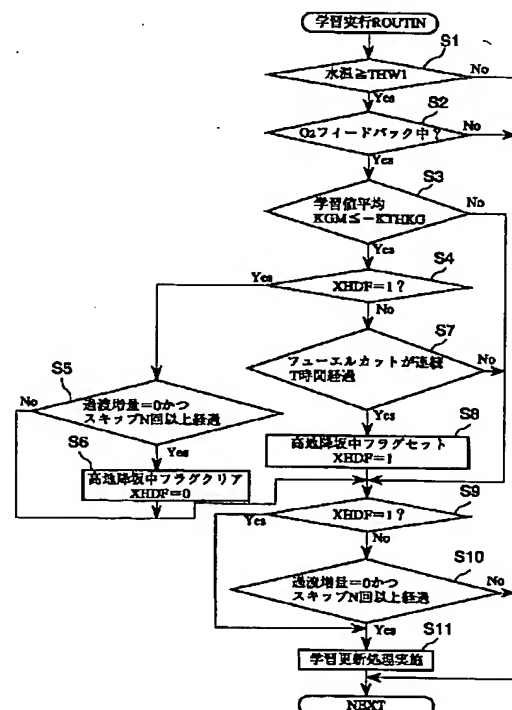 学習実行ROUTIN
S1
水温≧THW1
No
Yes
S2
O2フィードバック中?
No
Yes
S3
学習値平均
KGM≦-KTHKG
No
Yes
S4
XHDF=1?
Yes
No
S7
フューエルカットが連続
T時間経過
No
Yes
S5
過渡増量=0かつ
スキップN回以上経過
No
Yes
S6
高地降坂中フラグクリア
XHDF=0
S8
高地降坂中フラグセット
XHDF=1
S9
XHDF=1?
Yes
No
S10
過渡増量=0かつ
スキップN回以上経過
No
Yes
S11
学習更新処理実施
NEXT